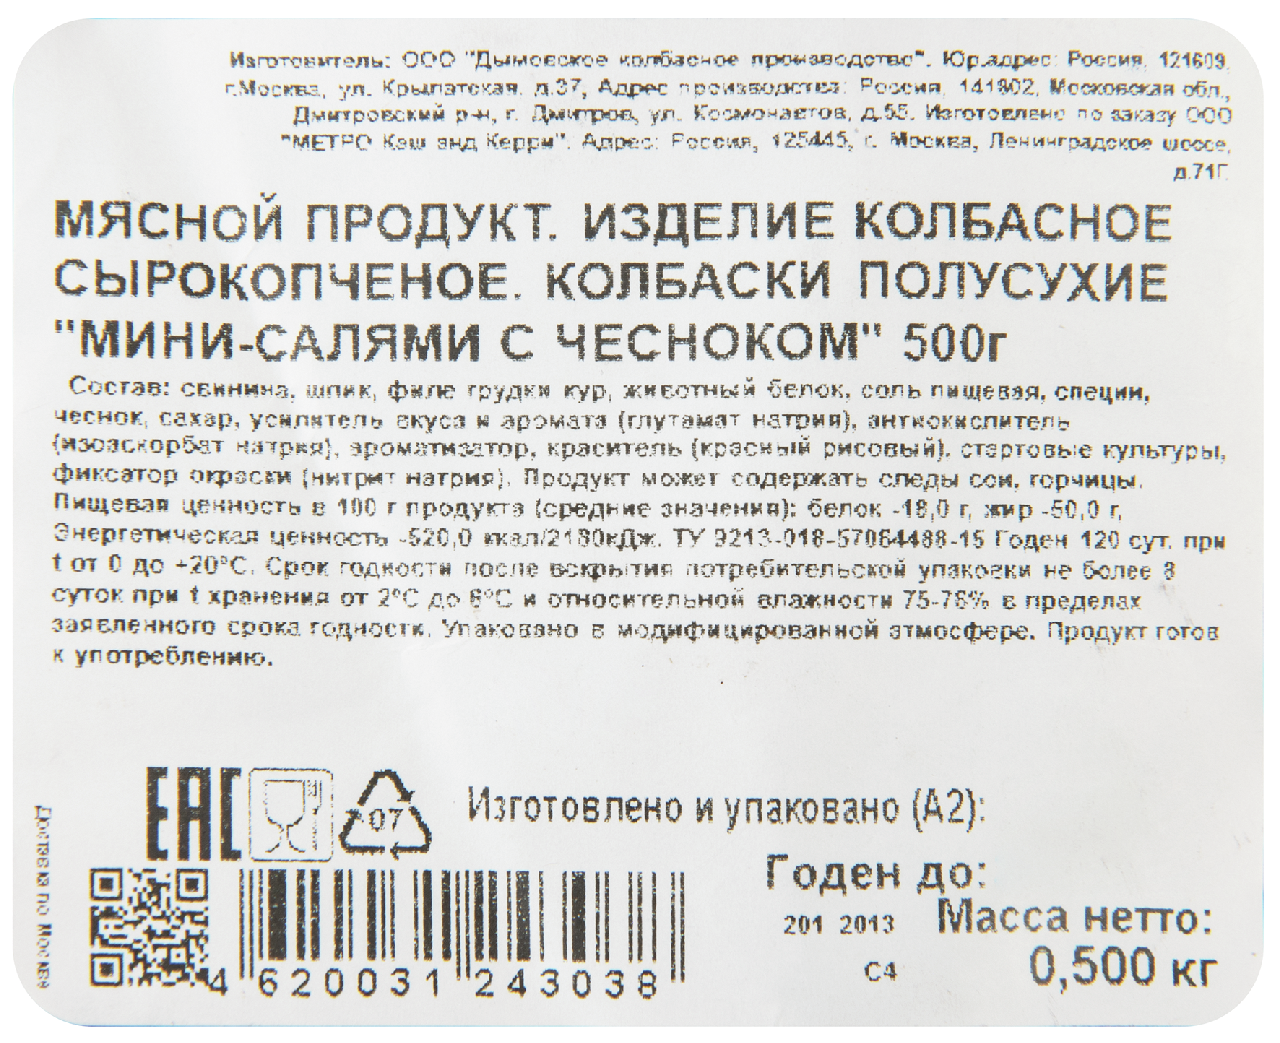 Изготовитель: ООО "Дымовское колбасное производство". Юр.адрес: Россия, 121609,
г.Москва, ул. Крылатская, д.37, Адрес производства: Россия, 141802, Московская обл.,
Дмитровский р-н, г. Дмитров, ул. Космонавтов, д.55. Изготовлено по заказу ООО
"МЕТРО Кэш энд Керри". Адрес: Россия, 125445, г. Москва, Ленинградское шоссе,
д.71Г.
МЯСНОЙ ПРОДУКТ. ИЗДЕЛИЕ КОЛБАСНОЕ
СЫРОКОПЧЕНОЕ. КОЛБАСКИ ПОЛУСУХИЕ
"МИНИ-САЛЯМИ С ЧЕСНОКОМ" 500г
Состав: свинина, шпик, филе грудки кур, животный белок, соль пищевая, специи,
чеснок, сахар, усилитель вкуса и аромата (глутамат натрия), антиокислитель
(изоаскорбат натрия), ароматизатор, краситель (красный рисовый), стартовые культуры,
фиксатор окраски (нитрит натрия). Продукт может содержать следы сои, горчицы.
Пищевая ценность в 100 г продукта (средние значения): белок -18,0 г, жир -50,0 г,
Энергетическая ценность -520,0 ккал/2180кДж. ТУ 9213-018-57064488-15 Годен 120 сут. при
t от 0 до +20°С. Срок годности после вскрытия потребительской упаковки не более 8
суток при t хранения от 2°С до 6°С и относительной влажности 75-78% в пределах
заявленного срока годности. Упаковано в модифицированной атмосфере. Продукт готов
к употреблению.
ЕАС
07
Изготовлено и упаковано (А2):
Годен до:
201 2013
Масса нетто:
С4
0,500 кг
4 620031 243038
Доставка по Москве